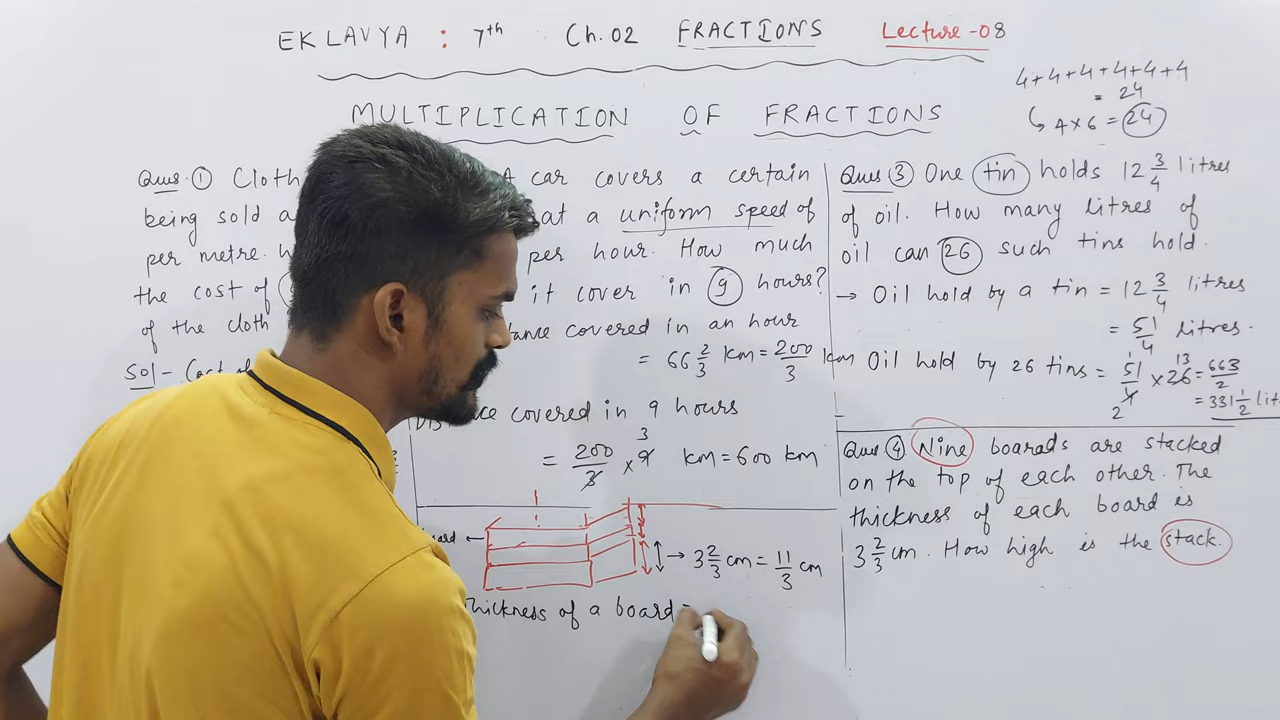 EKLAVYA : 7th Ch.02 FRACTIONS Lecture-08
4+4+4+4+4+4+4
= 24
↳ 4×6 = 24
MULTIPLICATION OF FRACTIONS
Ques. ① Cloth
being sold a
per metre.
the cost of
of the cloth
Sol - Cost of
A car covers a certain
at a uniform speed of
per hour. How much
it cover in 9 hours?
tance covered in an hour
= 66 2/3 km = 200/3 km
Distance covered in 9 hours
= 200/3 × 9 3 km = 600 km
oard ←
→ 3 2/3 cm = 11/3 cm
Thickness of a board =
Ques ③ One tin holds 12 3/4 litres
of oil. How many litres of
oil can 26 such tins hold.
→ Oil hold by a tin = 12 3/4 litres
= 51/4 litres.
Oil hold by 26 tins = 51/4 2 × 26 13 = 663/2
= 331 1/2 lit
Ques ④ Nine boards are stacked
on the top of each other. The
thickness of each board is
3 2/3 cm. How high is the stack.